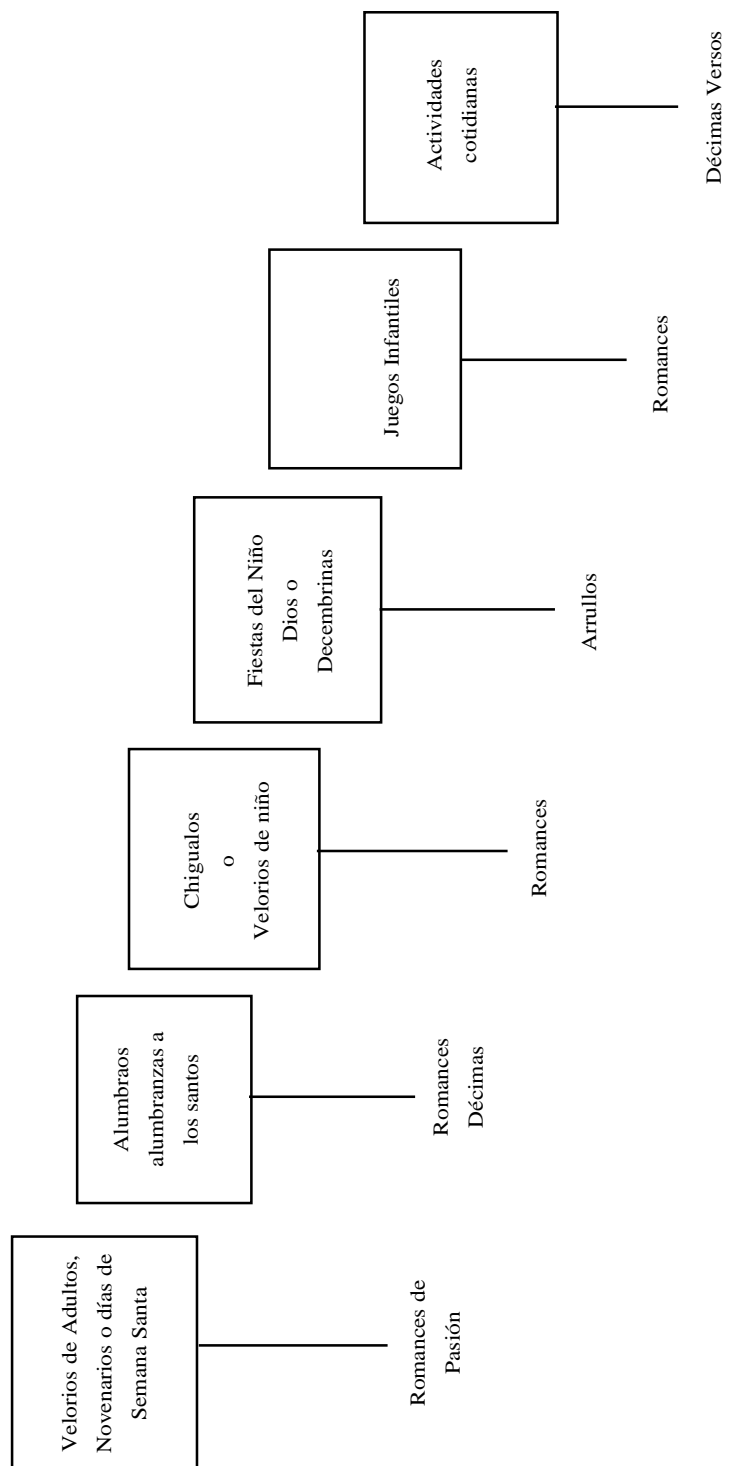 Velorios de Adultos,
Novenarios o días de
Semana Santa
Romances de
Pasión
Alumbraos
alumbranzas a
los santos
Romances
Décimas
Chigualos
o
Velorios de niño
Romances
Fiestas del Niño
Dios o
Decembrinas
Arrullos
Juegos Infantiles
Romances
Actividades
cotidianas
Décimas Versos